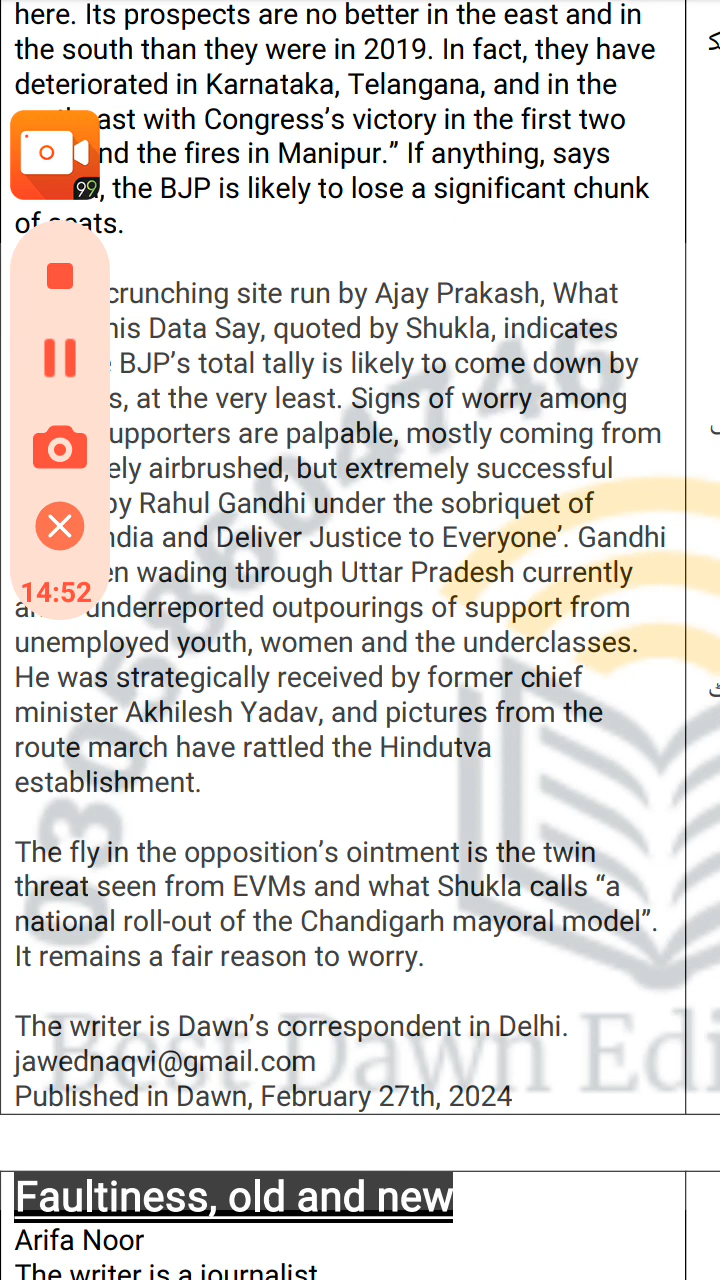 here. Its prospects are no better in the east and in
the south than they were in 2019. In fact, they have
deteriorated in Karnataka, Telangana, and in the
ast with Congress’s victory in the first two
nd the fires in Manipur.” If anything, says
99
, the BJP is likely to lose a significant chunk
of seats.
crunching site run by Ajay Prakash, What
his Data Say, quoted by Shukla, indicates
BJP’s total tally is likely to come down by
s, at the very least. Signs of worry among
upporters are palpable, mostly coming from
ely airbrushed, but extremely successful
by Rahul Gandhi under the sobriquet of
ndia and Deliver Justice to Everyone’. Gandhi
en wading through Uttar Pradesh currently
14:52
underreported outpourings of support from
unemployed youth, women and the underclasses.
He was strategically received by former chief
minister Akhilesh Yadav, and pictures from the
route march have rattled the Hindutva
establishment.
The fly in the opposition’s ointment is the twin
threat seen from EVMs and what Shukla calls “a
national roll-out of the Chandigarh mayoral model”.
It remains a fair reason to worry.
The writer is Dawn’s correspondent in Delhi.
jawednaqvi@gmail.com
Published in Dawn, February 27th, 2024
03058604746
Best Dawn Edi
Faultiness, old and new
Arifa Noor
The writer is a journalist.